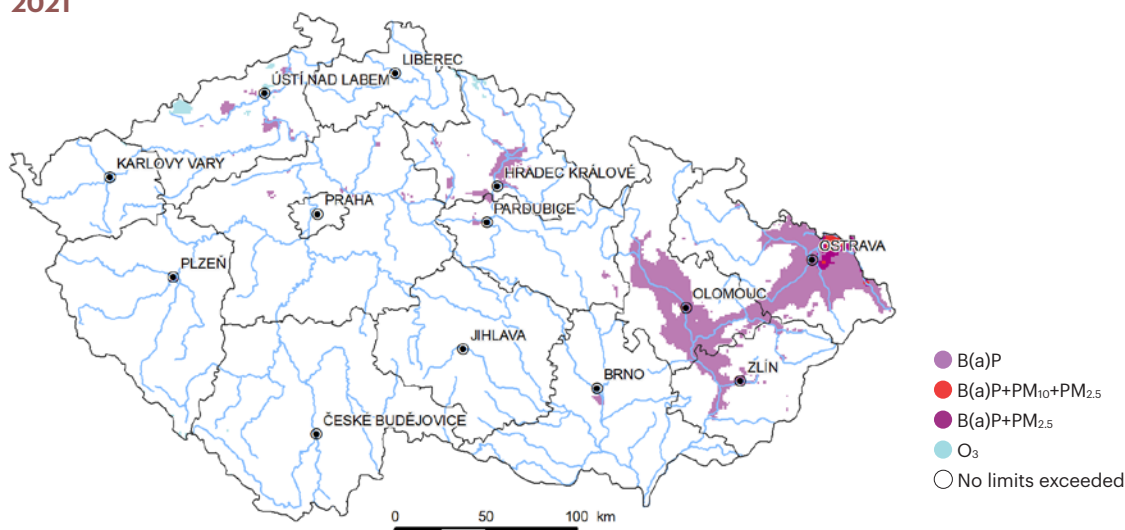 2021
LIBEREC
ÚSTÍ NAD LABEM
KARLOVY VARY
HRADEC KRÁLOVÉ
PRAHA
PARDUBICE
OSTRAVA
PLZEŇ
OLOMOUC
JIHLAVA
ZLÍN
BRNO
ČESKÉ BUDĚJOVICE
B(a)P
B(a)P+PM₁₀+PM₂.₅
B(a)P+PM₂.₅
O₃
No limits exceeded
0 50 100 km